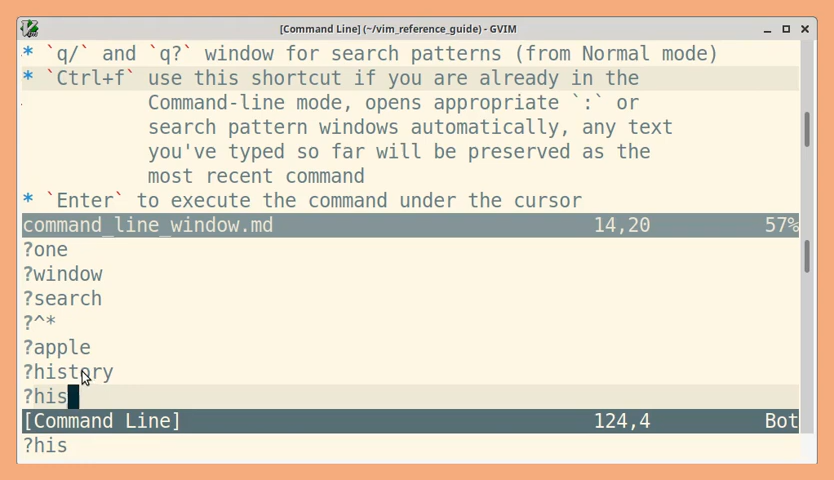 [Command Line] (~/vim_reference_guide) - GVIM
* `q/` and `q?` window for search patterns (from Normal mode)
* `Ctrl+f` use this shortcut if you are already in the
Command-line mode, opens appropriate `:` or
search pattern windows automatically, any text
you've typed so far will be preserved as the
most recent command
* `Enter` to execute the command under the cursor
command_line_window.md 14,20 57%
?one
?window
?search
?^*
?apple
?history
?his
[Command Line] 124,4 Bot
?his